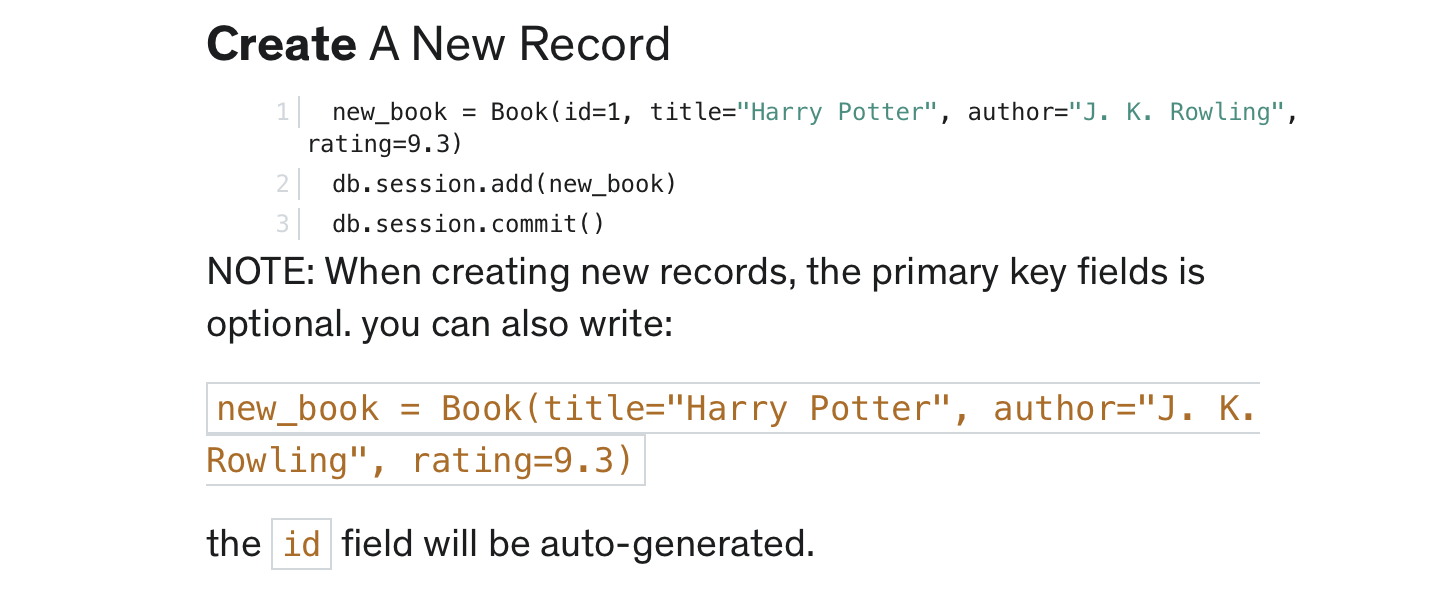 Create A New Record
1 new_book = Book(id=1, title="Harry Potter", author="J. K. Rowling",
rating=9.3)
2 db.session.add(new_book)
3 db.session.commit()
NOTE: When creating new records, the primary key fields is
optional. you can also write:
new_book = Book(title="Harry Potter", author="J. K.
Rowling", rating=9.3)
the id field will be auto-generated.